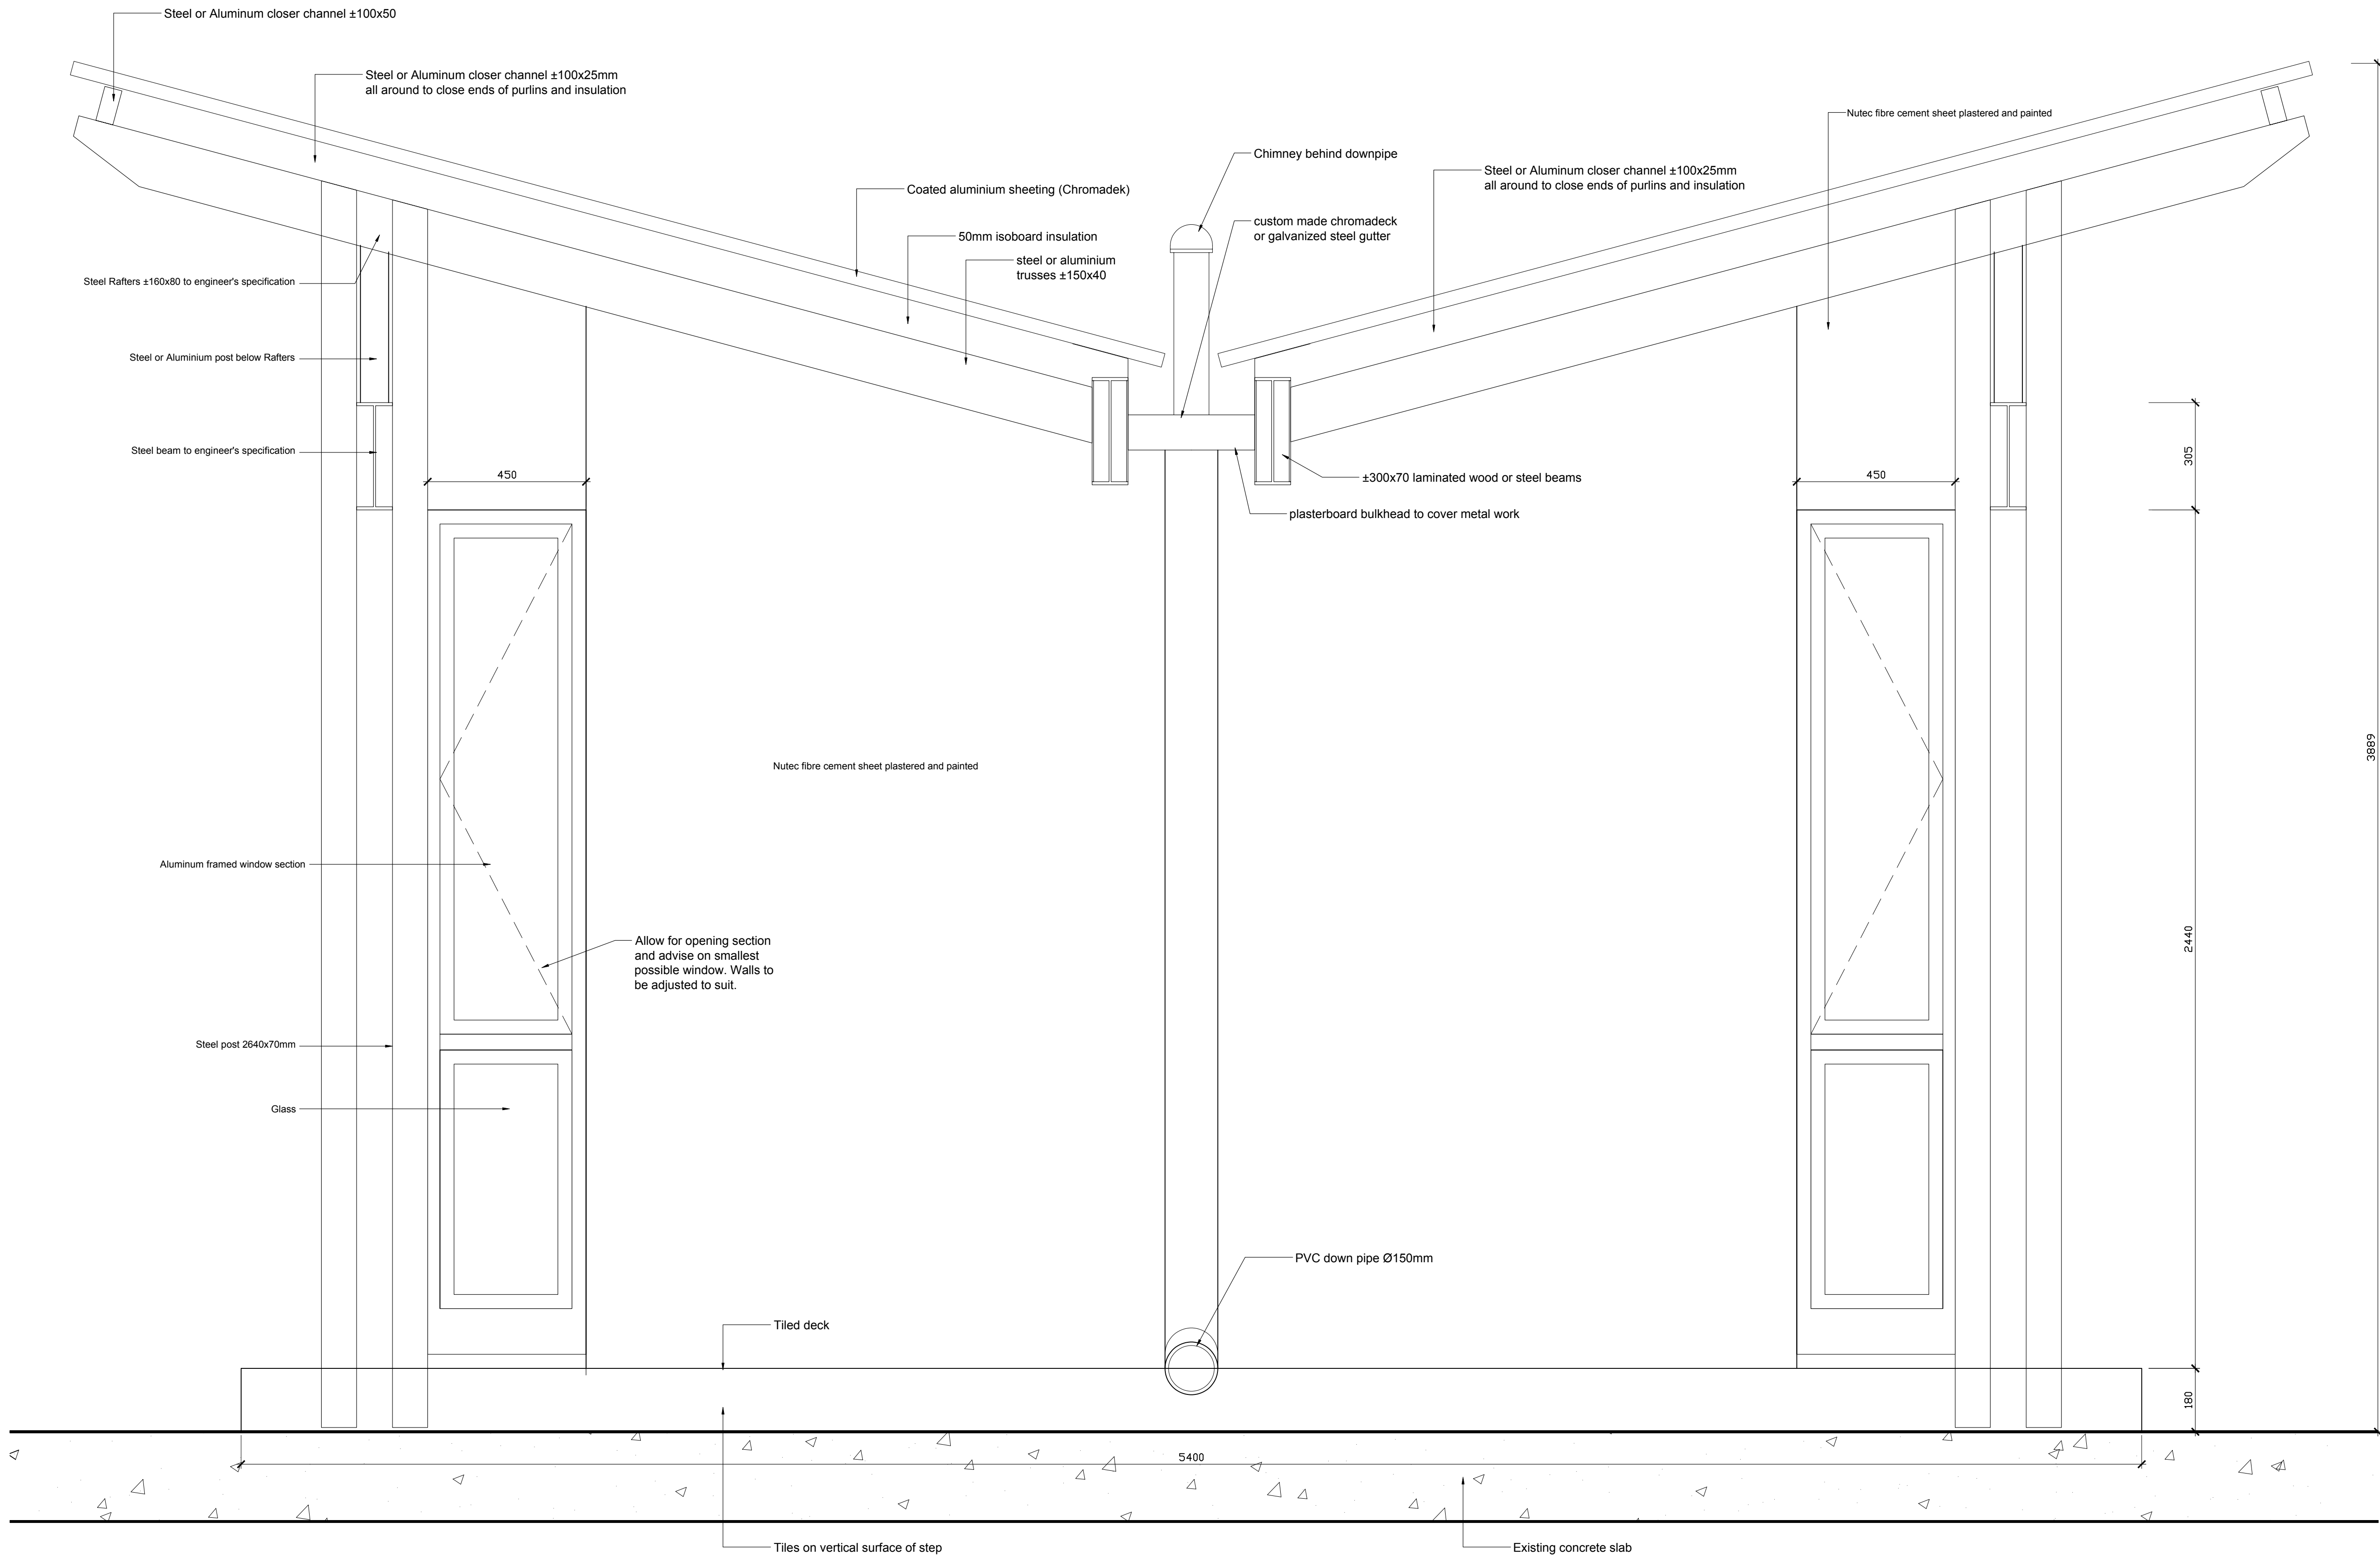 Steel or Aluminum closer channel ±100x50
Steel or Aluminum closer channel ±100x25mm
all around to close ends of purlins and insulation
Nutec fibre cement sheet plastered and painted
Chimney behind downpipe
Steel or Aluminum closer channel ±100x25mm
all around to close ends of purlins and insulation
Coated aluminium sheeting (Chromadek)
custom made chromadeck
or galvanized steel gutter
50mm isoboard insulation
steel or aluminium
trusses ±150x40
Steel Rafters ±160x80 to engineer's specification
Steel or Aluminium post below Rafters
Steel beam to engineer's specification
305
450
450
±300x70 laminated wood or steel beams
plasterboard bulkhead to cover metal work
3889
Nutec fibre cement sheet plastered and painted
Aluminum framed window section
2440
Allow for opening section
and advise on smallest
possible window. Walls to
be adjusted to suit.
Steel post 2640x70mm
Glass
PVC down pipe Ø150mm
Tiled deck
180
5400
Tiles on vertical surface of step
Existing concrete slab